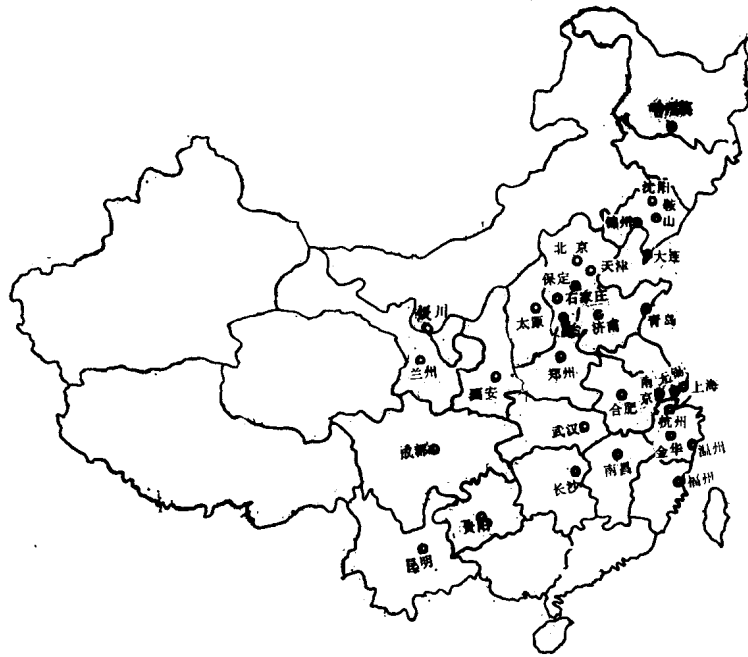 沈阳
鞍
山
锦州
大连
北京
天津
保定
石家庄
太原
济南
青岛
银川
兰州
西安
郑州
合肥
南
京
无锡
上海
杭州
金华
温州
武汉
成都
长沙
南昌
福州
贵阳
昆明